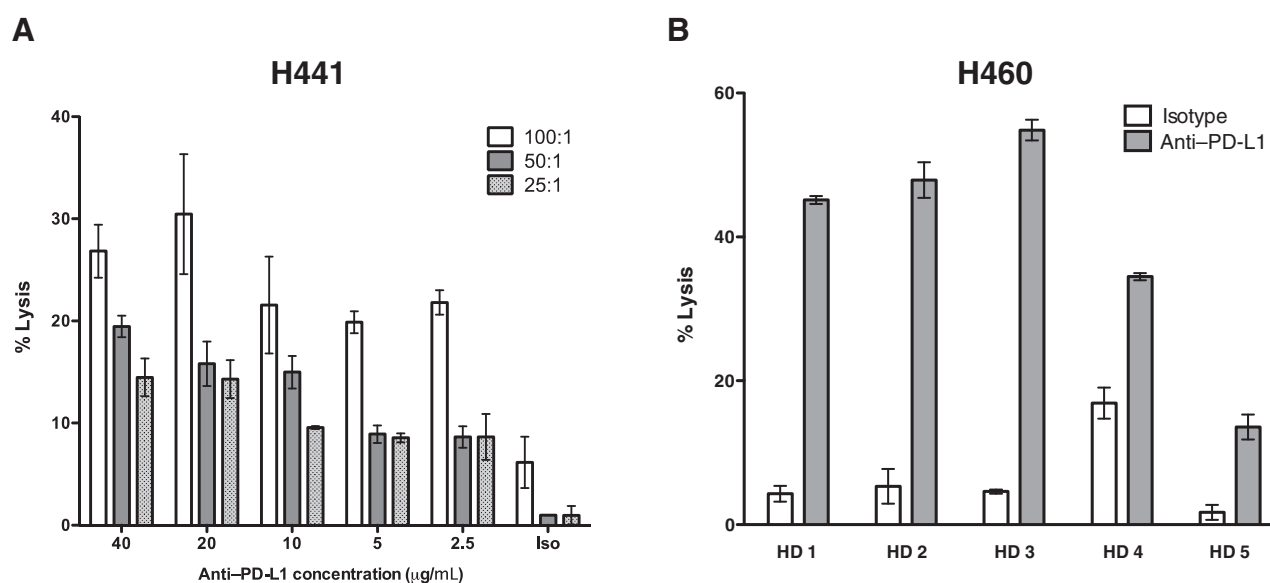 A
H441
40
30
20
10
0
% Lysis
100:1
50:1
25:1
40 20 10 5 2.5 Iso
Anti–PD-L1 concentration (μg/mL)
B
H460
60
40
20
0
% Lysis
Isotype
Anti–PD-L1
HD 1 HD 2 HD 3 HD 4 HD 5